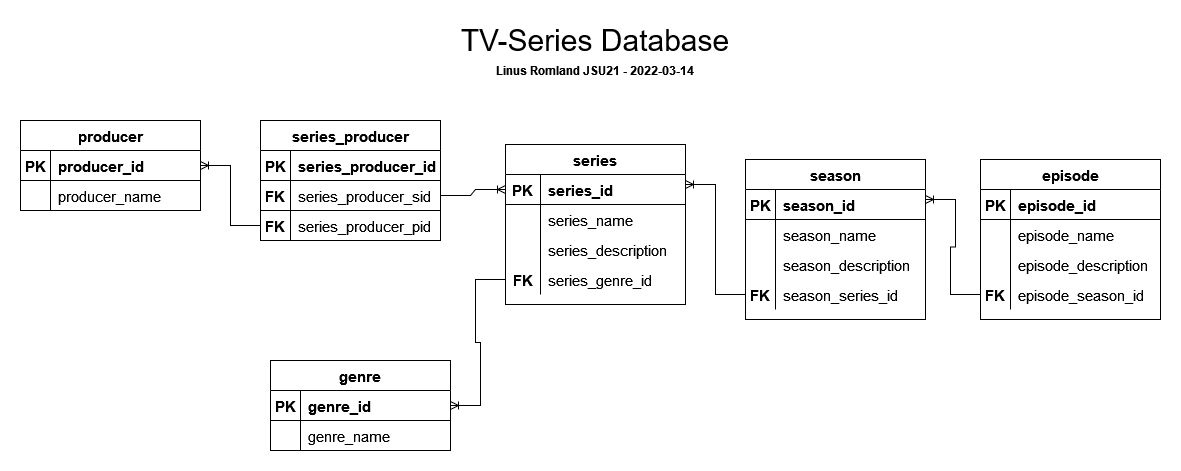 TV-Series Database
Linus Romland JSU21 - 2022-03-14
producer
PK producer_id
producer_name
series_producer
PK series_producer_id
FK series_producer_sid
FK series_producer_pid
series
PK series_id
series_name
series_description
FK series_genre_id
season
PK season_id
season_name
season_description
FK season_series_id
episode
PK episode_id
episode_name
episode_description
FK episode_season_id
genre
PK genre_id
genre_name